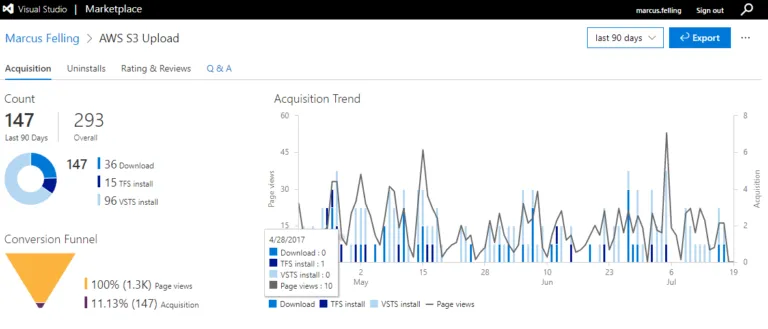 Visual Studio | Marketplace
marcus.felling Sign out
Marcus Felling > AWS S3 Upload
last 90 days
Export
Acquisition Uninstalls Rating & Reviews Q & A
Count
147 293
Last 90 Days Overall
147
36 Download
15 TFS install
96 VSTS install
Conversion Funnel
100% (1.3K) Page views
11.13% (147) Acquisition
Acquisition Trend
60 8
45 6
30 4
15 2
0
Page views
Acquisition
4/28/2017
Download : 0
TFS install : 1
VSTS install : 0
Page views : 10
2 15 28 10 23 6 19
May Jun Jul
Download TFS install VSTS install Page views